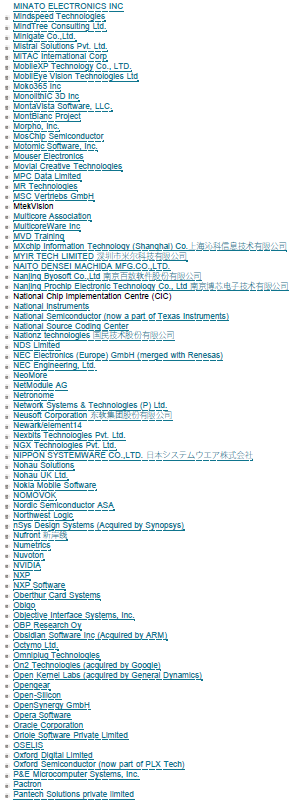 MINATO ELECTRONICS INC
Mindspeed Technologies
MindTree Consulting Ltd.
Minigate Co.,Ltd.
Mistral Solutions Pvt. Ltd.
MiTAC International Corp
MobileXP Technology Co., LTD.
MobilEye Vision Technologies Ltd
Moko365 Inc
MonolithIC 3D Inc
MontaVista Software, LLC.
MontBlanc Project
Morpho, Inc.
MosChip Semiconductor
Motomic Software, Inc.
Mouser Electronics
Movial Creative Technologies
MPC Data Limited
MR Technologies
MSC Vertriebs GmbH
MtekVision
Multicore Association
MulticoreWare Inc
MVD Training
MXchip Information Technology (Shanghai) Co.上海沁科信息技术有限公司
MYIR TECH LIMITED 深圳市米尔科技有限公司
NAITO DENSEI MACHIDA MFG.CO.,LTD.
Nanjing Byosoft Co.,Ltd 南京百敖软件股份有限公司
Nanjing Prochip Electronic Technology Co., Ltd 南京博芯电子技术有限公司
National Chip Implementation Centre (CIC)
National Instruments
National Semiconductor (now a part of Texas Instruments)
National Source Coding Center
Nationz technologies 国民技术股份有限公司
NDS Limited
NEC Electronics (Europe) GmbH (merged with Renesas)
NEC Engineering, Ltd.
NeoMore
NetModule AG
Netronome
Network Systems & Technologies (P) Ltd.
Neusoft Corporation 东软集团股份有限公司
Newark/element14
Nexbits Technologies Pvt. Ltd.
NGX Technologies Pvt. Ltd.
NIPPON SYSTEMWARE CO.,LTD. 日本システムウエア株式会社
Nohau Solutions
Nohau UK Ltd.
Nokia Mobile Software
NOMOVOK
Nordic Semiconductor ASA
Northwest Logic
nSys Design Systems (Acquired by Synopsys)
Nufront 新岸线
Numetrics
Nuvoton
NVIDIA
NXP
NXP Software
Oberthur Card Systems
Obigo
Objective Interface Systems, Inc.
OBP Research Oy
Obsidian Software Inc (Acquired by ARM)
Octymo Ltd.
Omniplug Technologies
On2 Technologies (acquired by Google)
Open Kernel Labs (acquired by General Dynamics)
Opengear
Open-Silicon
OpenSynergy GmbH
Opera Software
Oracle Corporation
Oriole Software Private Limited
OSELIS
Oxford Digital Limited
Oxford Semiconductor (now part of PLX Tech)
P&E Microcomputer Systems, Inc.
Pactron
Pantech Solutions private limited